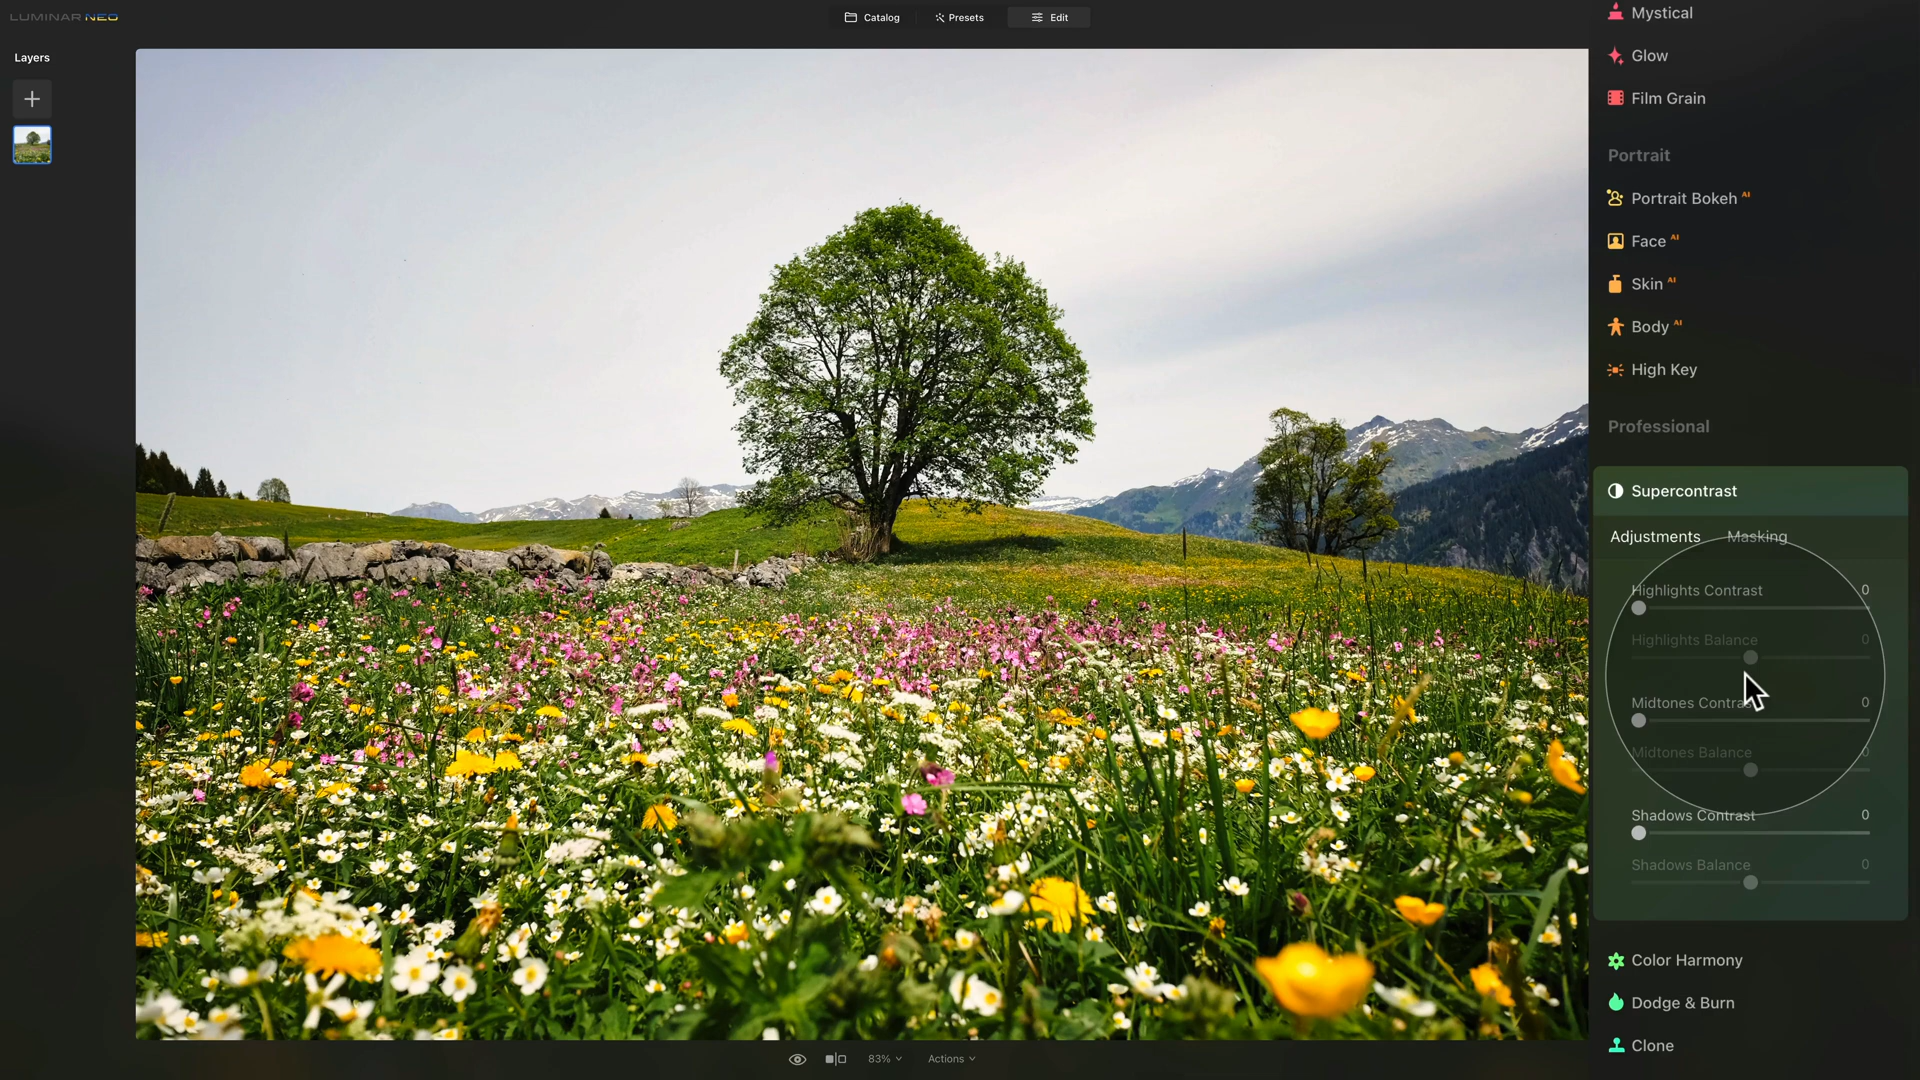 LUMINAR NEO
Catalog
Presets
Edit
Layers
Mystical
Glow
Film Grain
Portrait
Portrait Bokeh AI
Face AI
Skin AI
Body AI
High Key
Professional
Supercontrast
Adjustments Masking
Highlights Contrast 0
Highlights Balance 0
Midtones Contrast 0
Midtones Balance 0
Shadows Contrast 0
Shadows Balance 0
Color Harmony
Dodge & Burn
Clone
83%
Actions